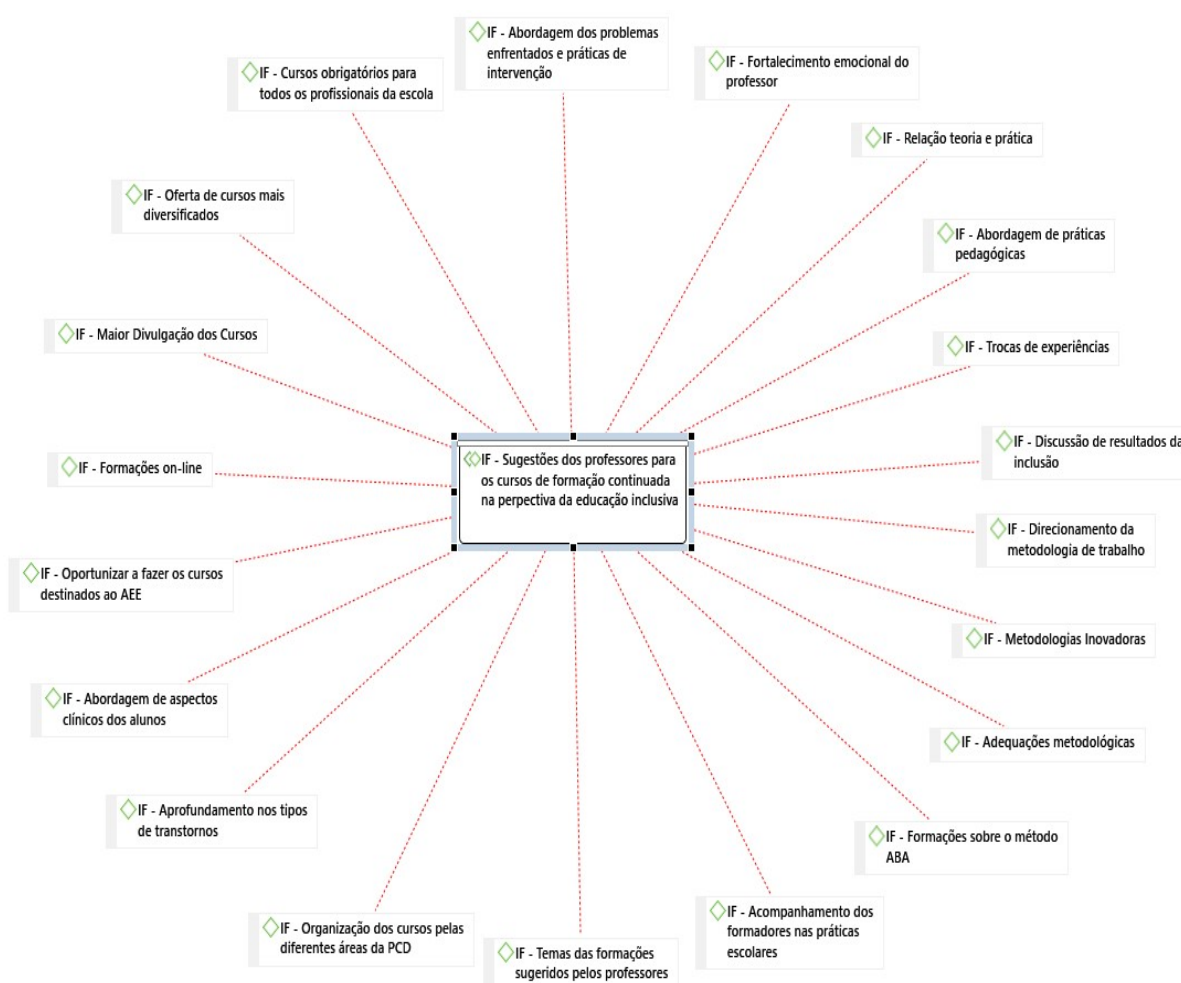 IF - Abordagem dos problemas
enfrentados e práticas de
intervenção
IF - Fortalecimento emocional do
professor
IF - Cursos obrigatórios para
todos os profissionais da escola
IF - Relação teoria e prática
IF - Oferta de cursos mais
diversificados
IF - Abordagem de práticas
pedagógicas
IF - Maior Divulgação dos Cursos
IF - Trocas de experiências
IF - Sugestões dos professores para
os cursos de formação continuada
na perpectiva da educação inclusiva
IF - Formações on-line
IF - Discussão de resultados da
inclusão
IF - Direcionamento da
metodologia de trabalho
IF - Oportunizar a fazer os cursos
destinados ao AEE
IF - Metodologias Inovadoras
IF - Abordagem de aspectos
clínicos dos alunos
IF - Adequações metodológicas
IF - Aprofundamento nos tipos
de transtornos
IF - Formações sobre o método
ABA
IF - Organização dos cursos pelas
diferentes áreas da PCD
IF - Temas das formações
sugeridos pelos professores
IF - Acompanhamento dos
formadores nas práticas
escolares